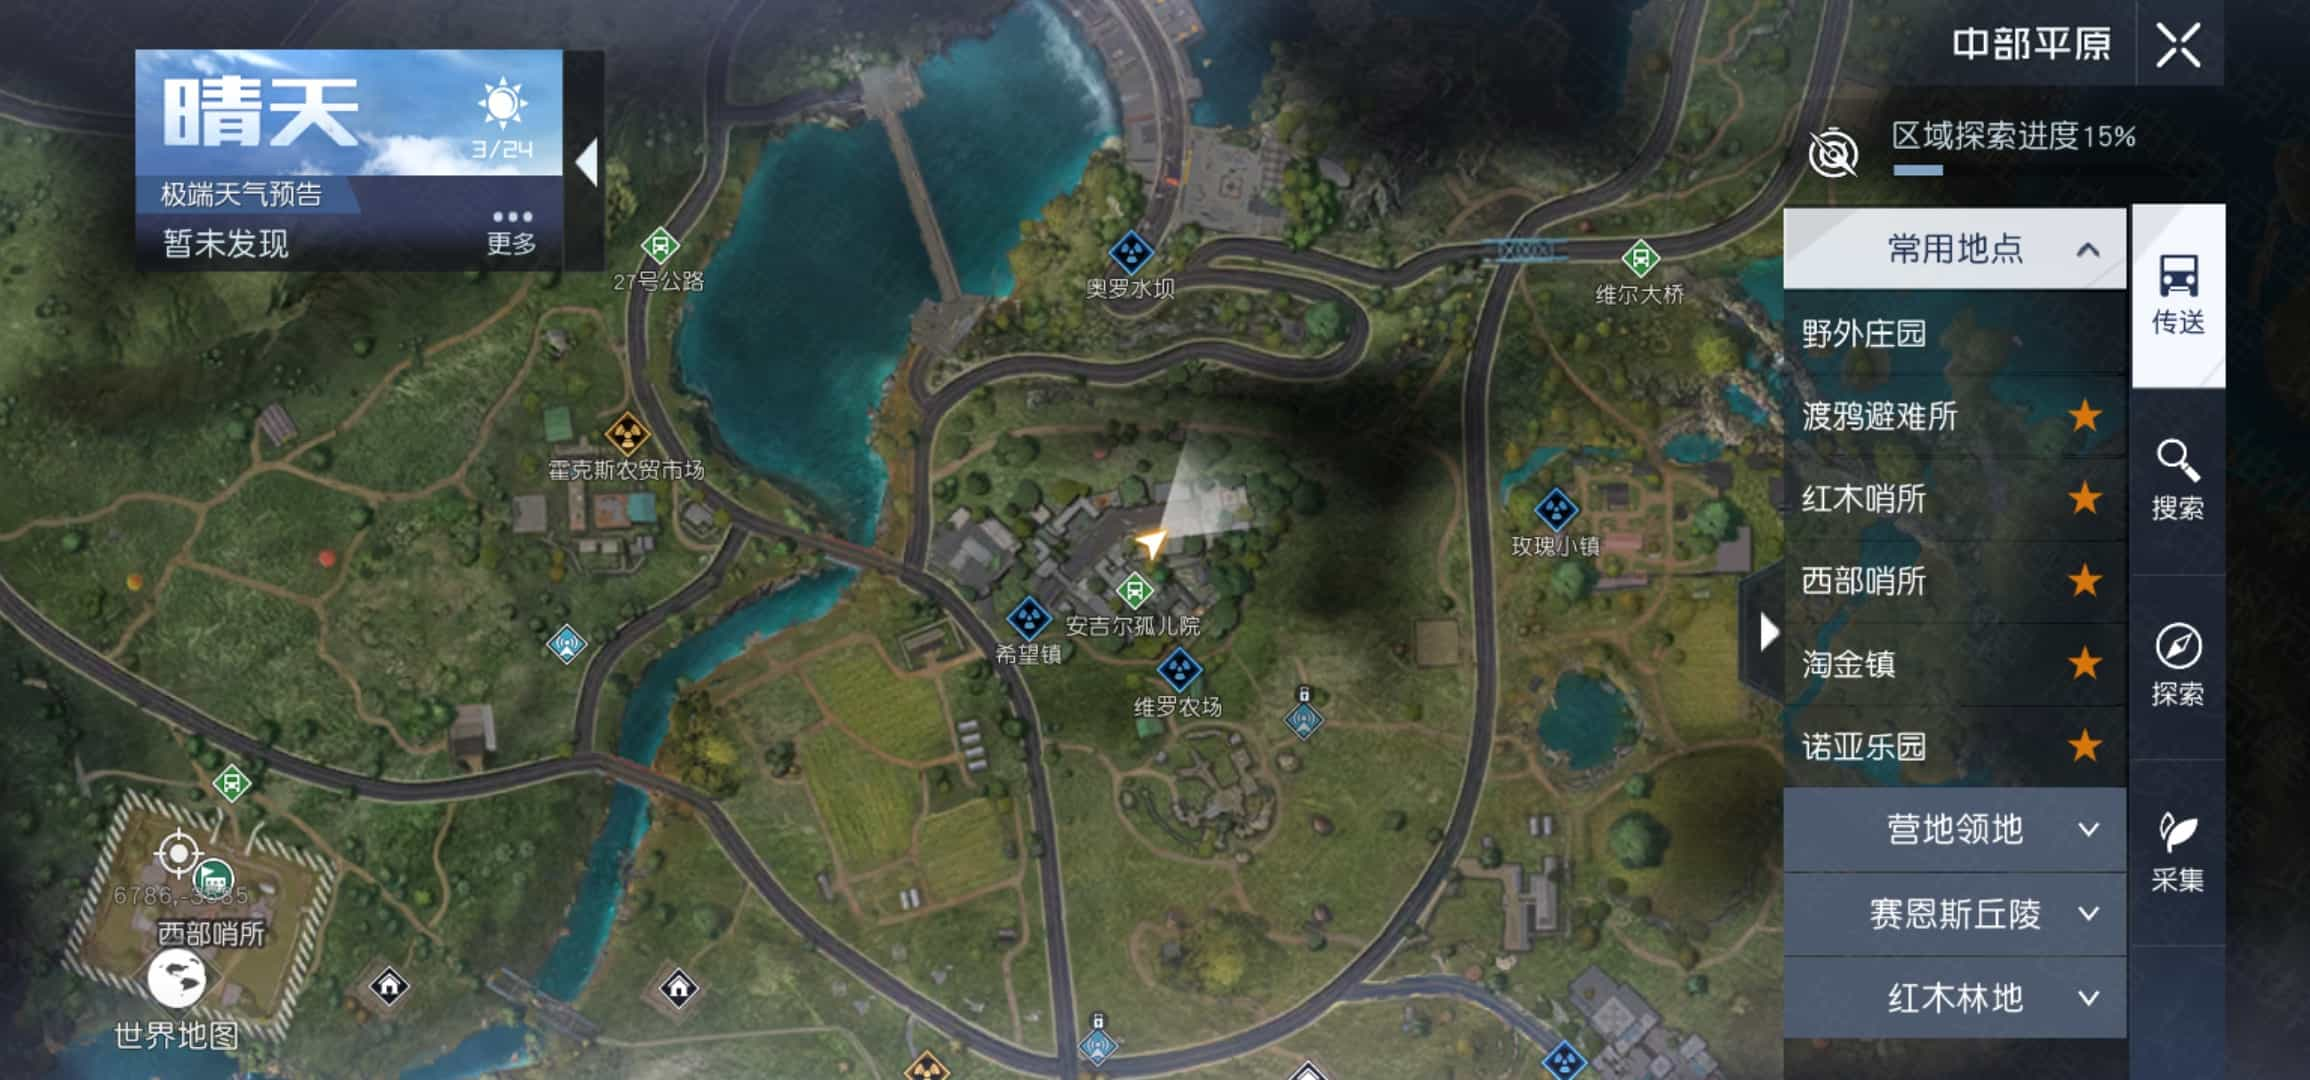 晴天
3/24
极端天气预告
暂未发现
更多
中部平原
区域探索进度15%
常用地点
野外庄园
渡鸦避难所
红木哨所
西部哨所
淘金镇
诺亚乐园
营地领地
赛恩斯丘陵
红木林地
传送
搜索
探索
采集
27号公路
奥罗水坝
维尔大桥
霍克斯农贸市场
玫瑰小镇
安吉尔孤儿院
希望镇
维罗农场
6786,-3585
西部哨所
世界地图